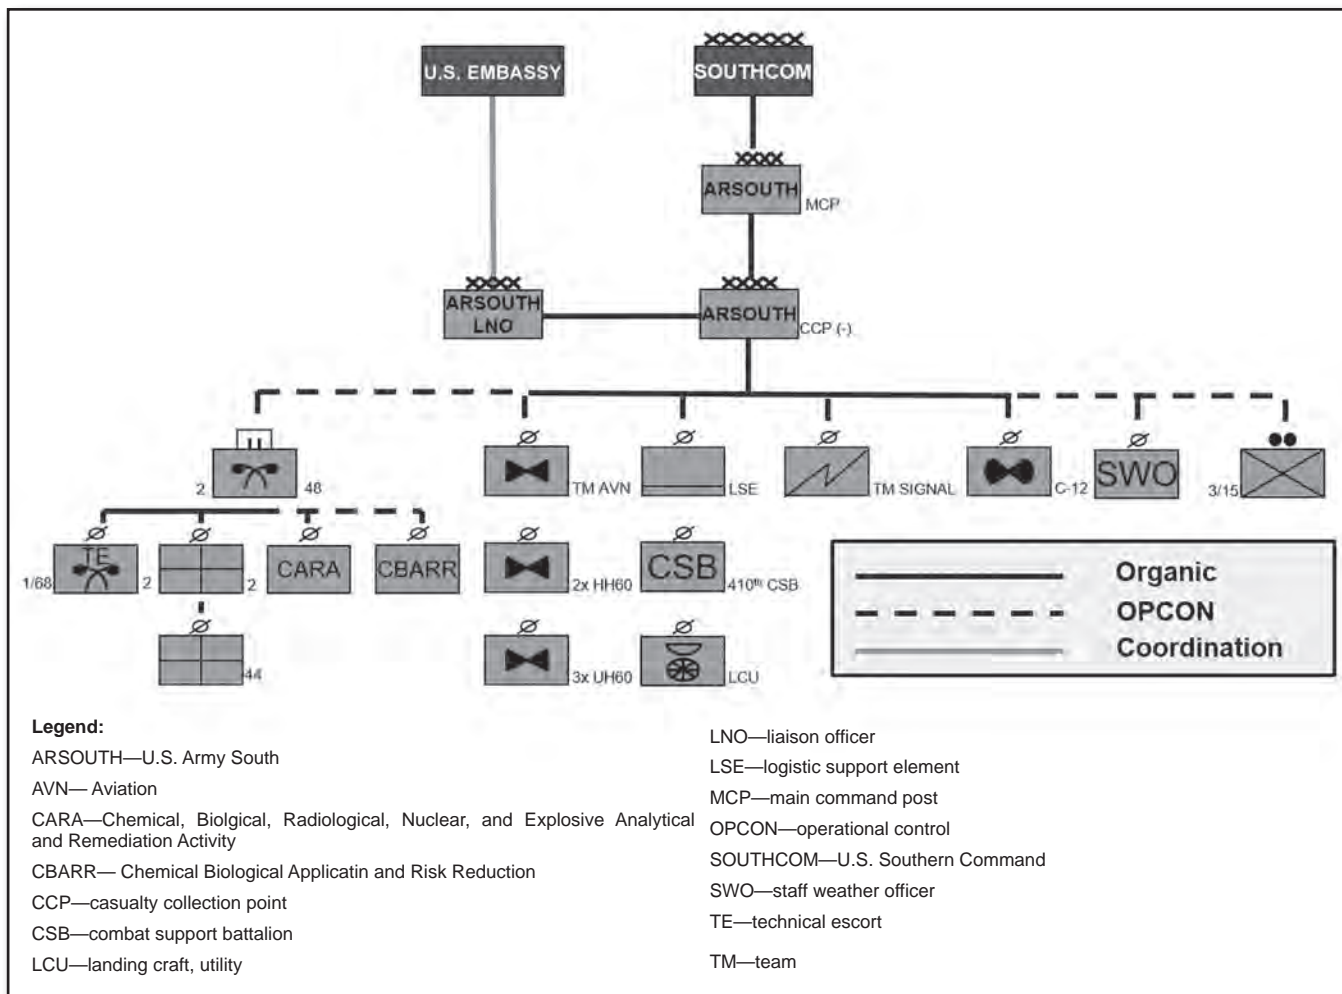 U.S. EMBASSY
SOUTHCOM
ARSOUTH
MCP
ARSOUTH
LNO
ARSOUTH
CCP (-)
2
48
TM AVN
LSE
TM SIGNAL
C-12
SWO
3/15
TE
1/68
2
2
CARA
CBARR
2x HH60
CSB
410th CSB
44
3x UH60
LCU
Organic
OPCON
Coordination
Legend:
ARSOUTH—U.S. Army South
AVN— Aviation
CARA—Chemical, Biolgical, Radiological, Nuclear, and Explosive Analytical
and Remediation Activity
CBARR— Chemical Biological Applicatin and Risk Reduction
CCP—casualty collection point
CSB—combat support battalion
LCU—landing craft, utility
LNO—liaison officer
LSE—logistic support element
MCP—main command post
OPCON—operational control
SOUTHCOM—U.S. Southern Command
SWO—staff weather officer
TE—technical escort
TM—team